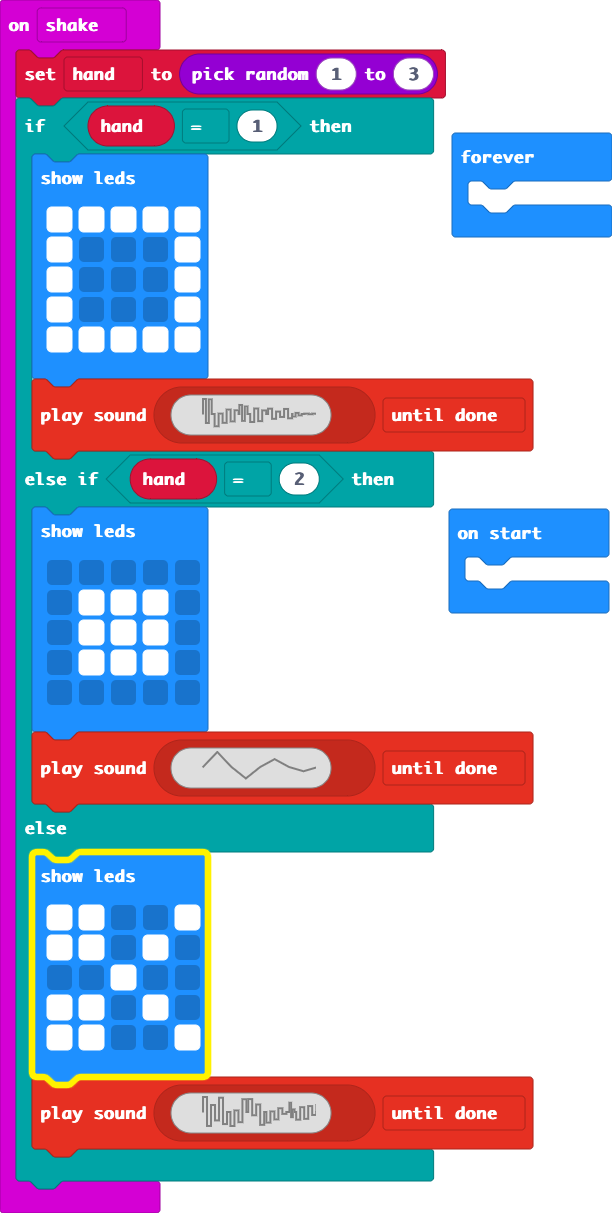 on shake
set hand to pick random 1 to 3
if hand = 1 then
forever
show leds
play sound until done
else if hand = 2 then
show leds
on start
play sound until done
else
show leds
play sound until done